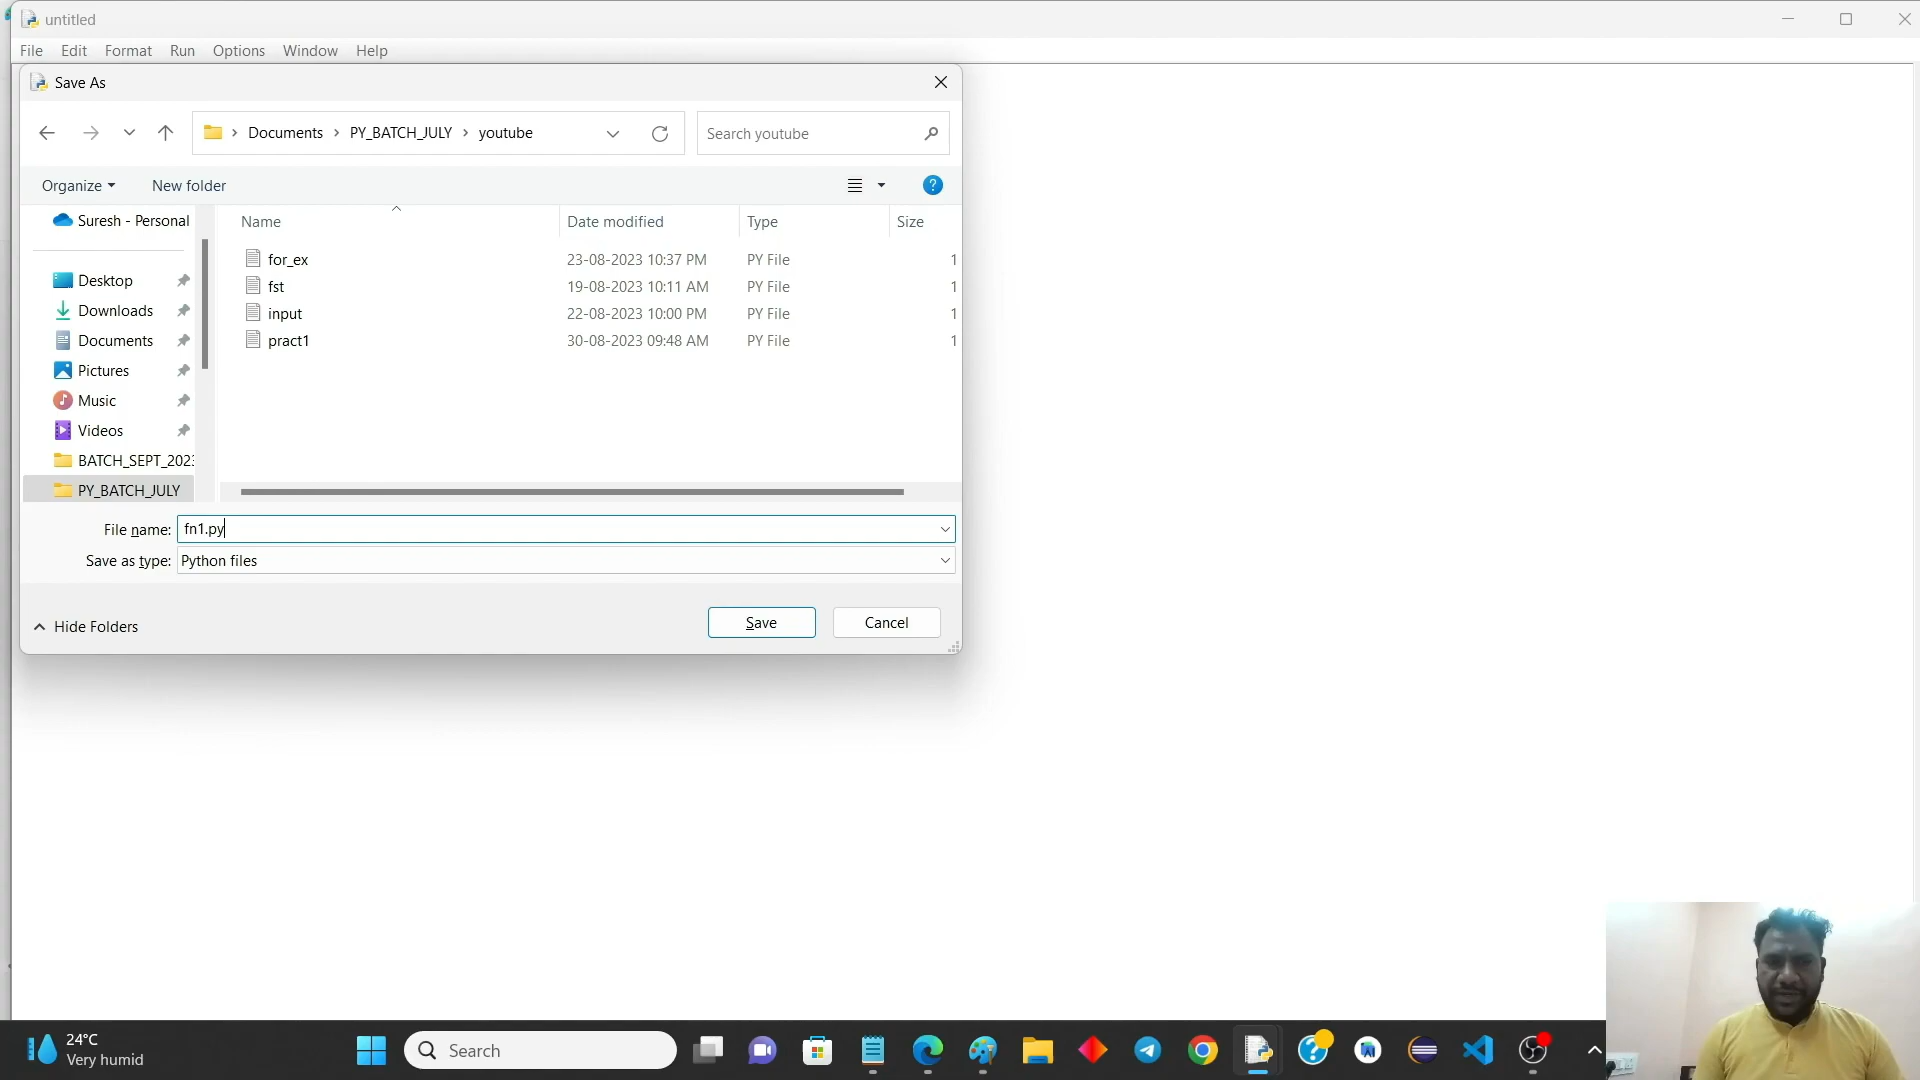 untitled
File Edit Format Run Options Window Help
Save As
Documents PY_BATCH_JULY youtube
Search youtube
Organize New folder
?
Suresh - Personal
Desktop
Downloads
Documents
Pictures
Music
Videos
BATCH_SEPT_2023
PY_BATCH_JULY
Name Date modified Type Size
for_ex 23-08-2023 10:37 PM PY File 1
fst 19-08-2023 10:11 AM PY File 1
input 22-08-2023 10:00 PM PY File 1
pract1 30-08-2023 09:48 AM PY File 1
File name: fn1.py
Save as type: Python files
Hide Folders
Save Cancel
24°C
Very humid
Search